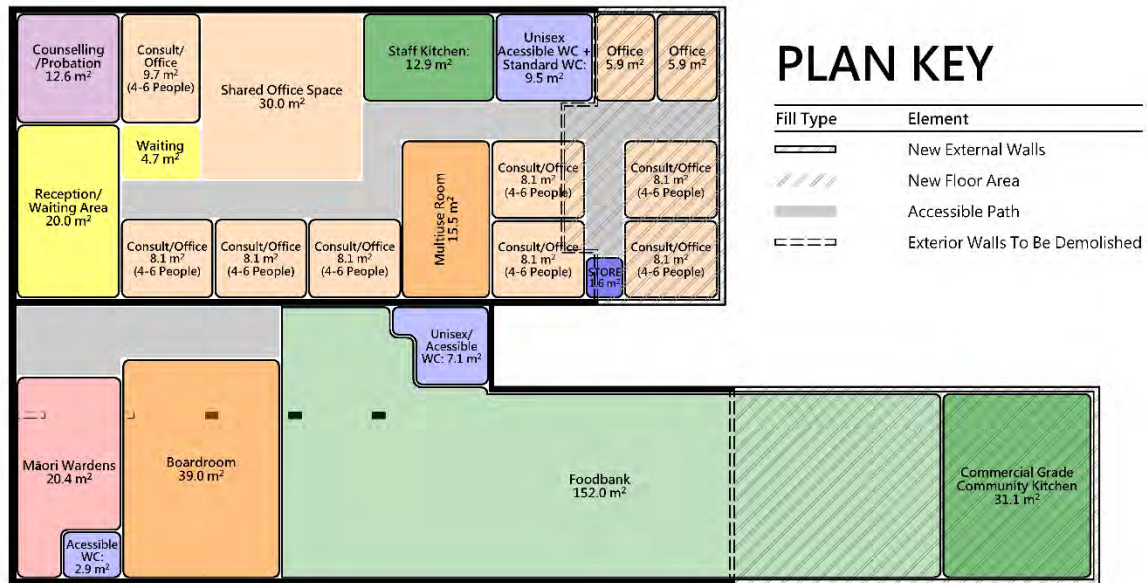 Counselling
/Probation
12.6 m²
Consult/
Office
9.7 m²
(4-6 People)
Shared Office Space
30.0 m²
Staff Kitchen:
12.9 m²
Unisex
Acessible WC +
Standard WC:
9.5 m²
Office
5.9 m²
Office
5.9 m²
Waiting
4.7 m²
Reception/
Waiting Area
20.0 m²
Consult/Office
8.1 m²
(4-6 People)
Consult/Office
8.1 m²
(4-6 People)
Consult/Office
8.1 m²
(4-6 People)
Multiuse Room
15.5 m²
Consult/Office
8.1 m²
(4-6 People)
Consult/Office
8.1 m²
(4-6 People)
Consult/Office
8.1 m²
(4-6 People)
Consult/Office
8.1 m²
(4-6 People)
STORE
1.6 m²
Unisex/
Acessible
WC: 7.1 m²
Māori Wardens
20.4 m²
Acessible
WC:
2.9 m²
Boardroom
39.0 m²
Foodbank
152.0 m²
Commercial Grade
Community Kitchen
31.1 m²
PLAN KEY
Fill Type Element
New External Walls
New Floor Area
Accessible Path
Exterior Walls To Be Demolished